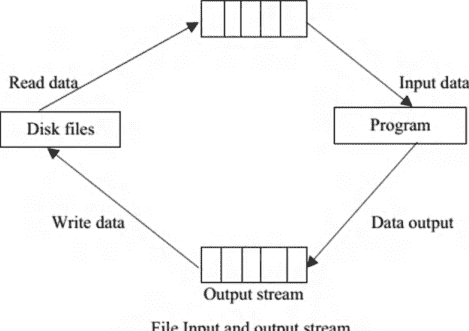 Read data
Input data
Disk files
Program
Write data
Data output
Output stream
File Input and output stream